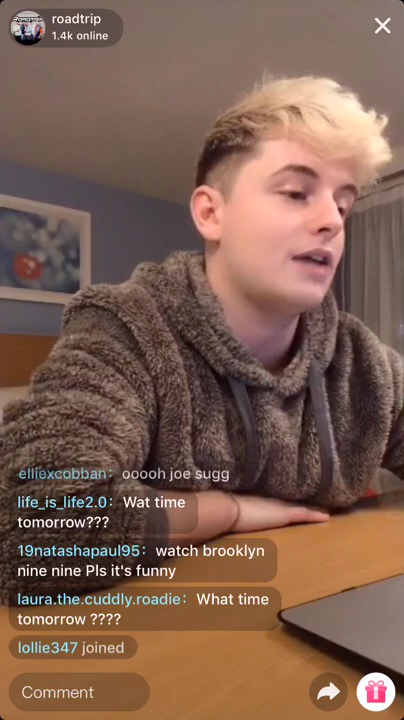 roadtrip
1.4k online
elliexcobban: ooooh joe sugg
life_is_life2.0: Wat time
tomorrow???
19natashapaul95: watch brooklyn
nine nine Pls it's funny
laura.the.cuddly.roadie: What time
tomorrow ????
lollie347 joined
Comment